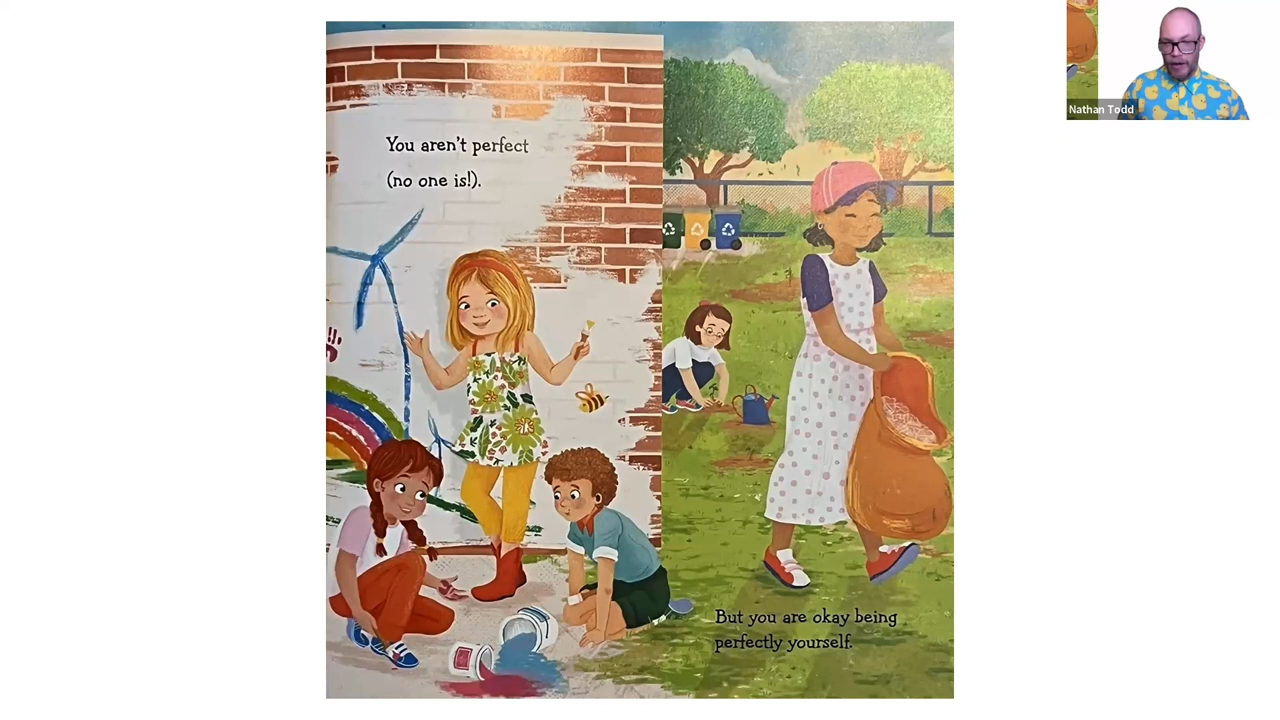 You aren't perfect
(no one is!).
But you are okay being
perfectly yourself.
Nathan Todd